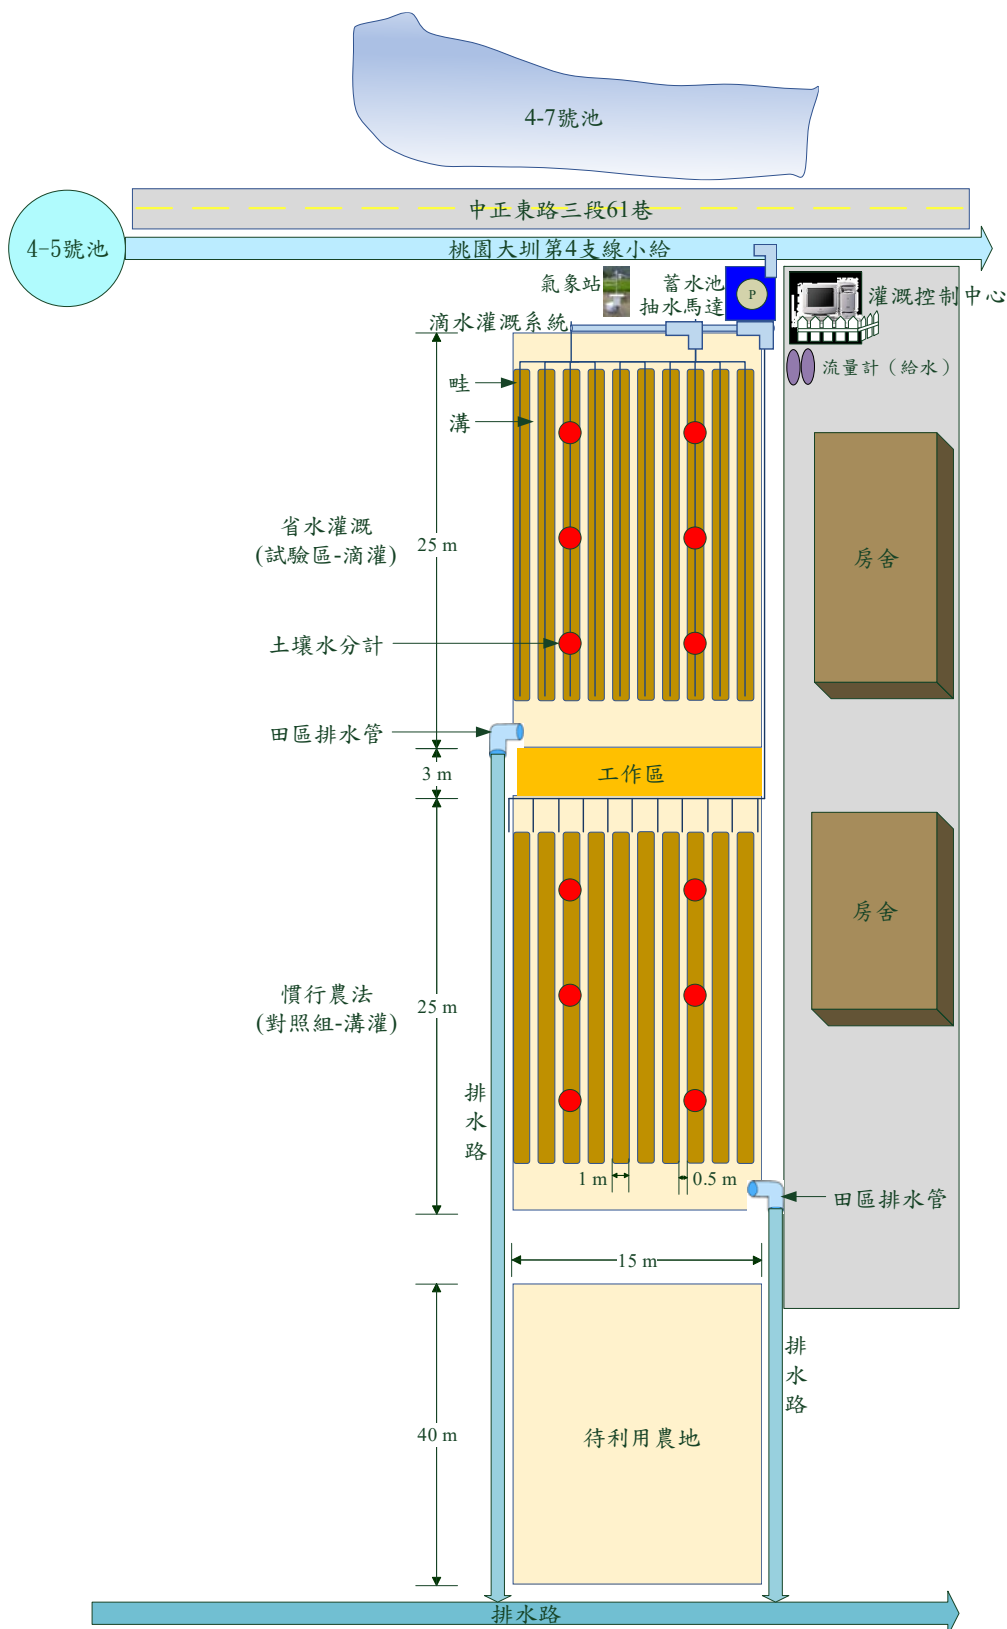 4-7號池
中正東路三段61巷
4-5號池
桃園大圳第4支線小給
氣象站
蓄水池
抽水馬達
P
灌溉控制中心
滴水灌溉系統
流量計（給水）
畦
溝
省水灌溉
(試驗區-滴灌)
25 m
房舍
土壤水分計
田區排水管
3 m
工作區
房舍
慣行農法
(對照組-溝灌)
25 m
排水路
1 m
0.5 m
田區排水管
15 m
排水路
40 m
待利用農地
排水路